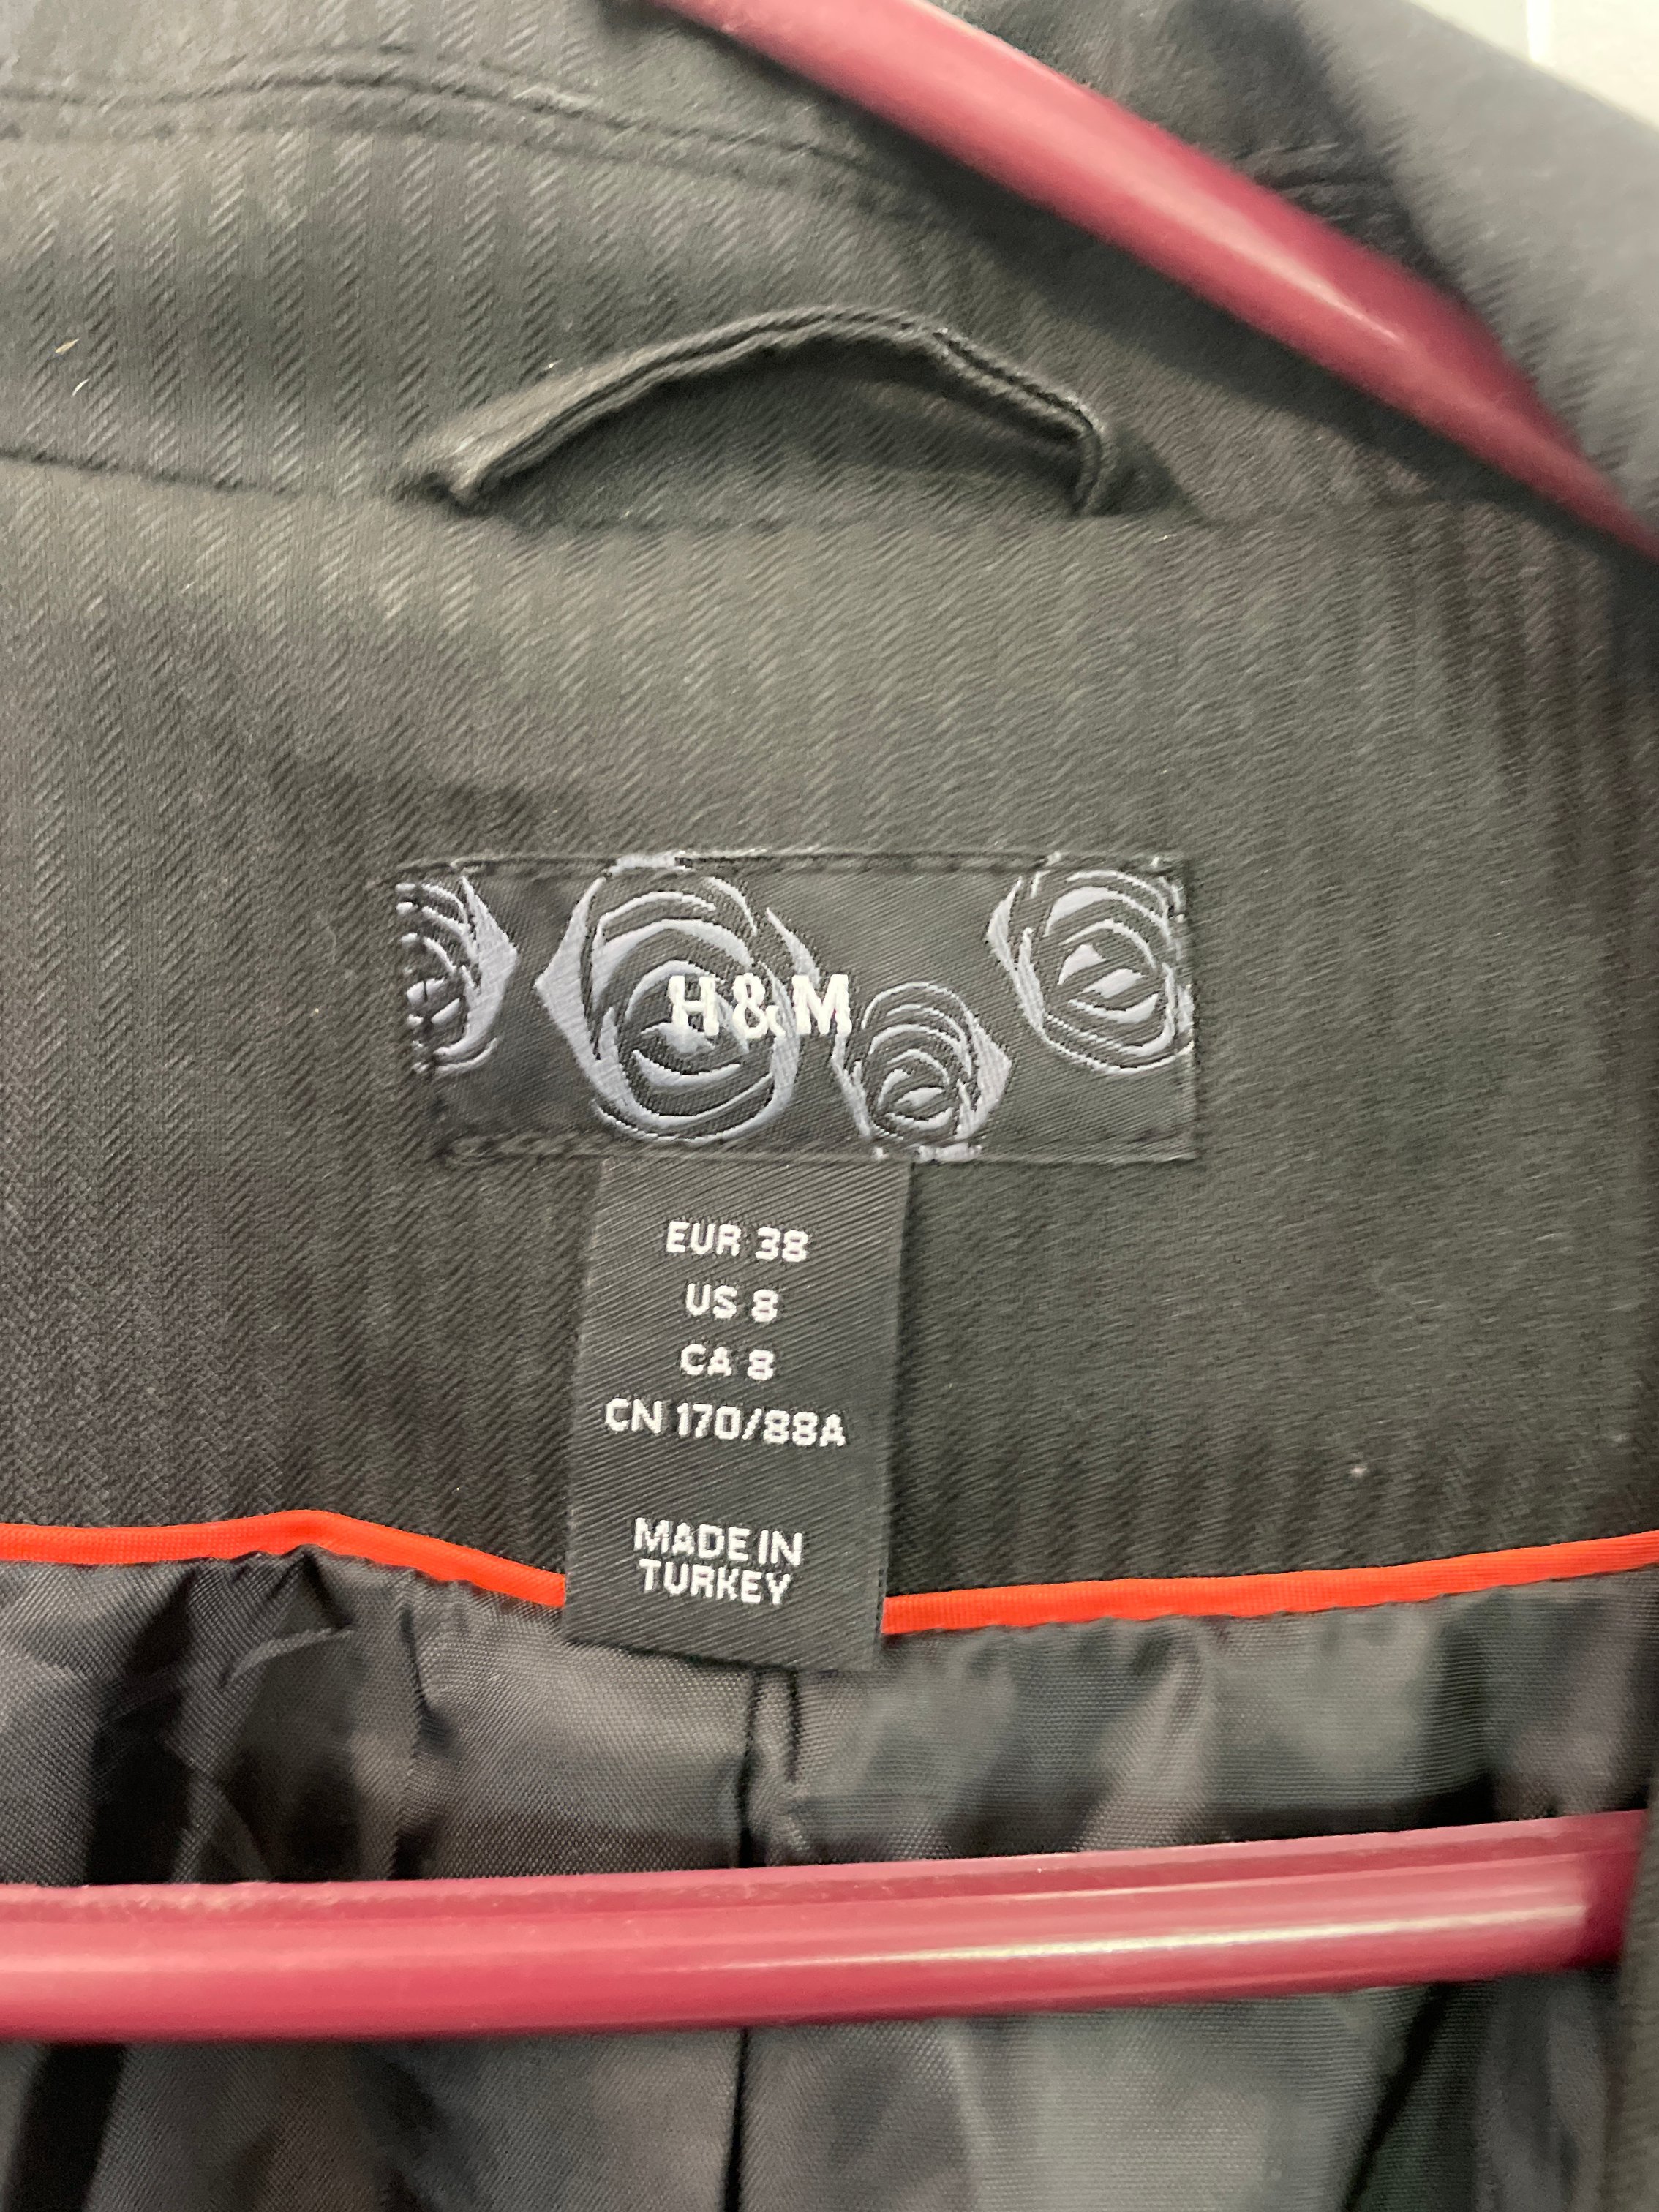 H&M
EUR 38
US 8
CA 8
CN 170/88A
MADE IN
TURKEY